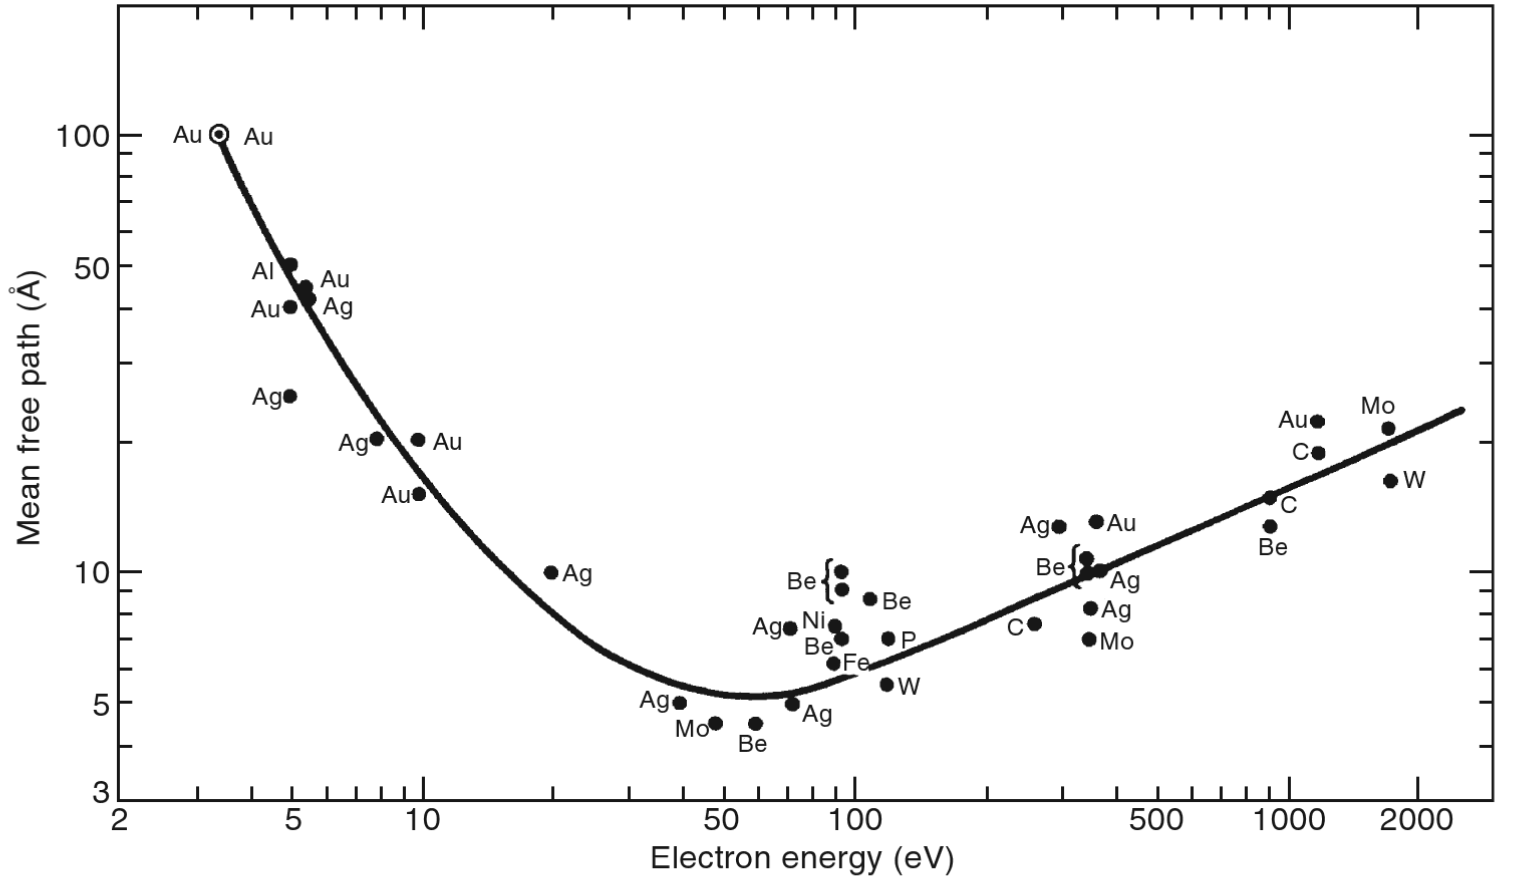 100
50
10
5
3
Mean free path (Å)
Au Au
Al Au
Au Ag
Ag
Ag Au
Au
Ag
Ag
Mo
Be
Ag
Ag
Be
Be
Ni
Be
Fe
P
W
Ag Au
Be
Ag
C
Ag
Mo
Au Mo
C
W
C
Be
2 5 10 50 100 500 1000 2000
Electron energy (eV)